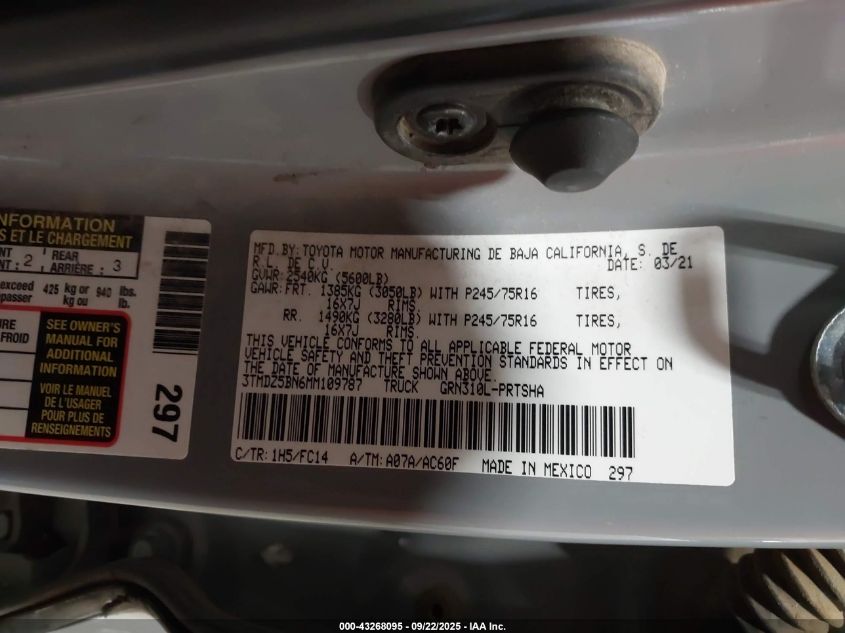 INFORMATION
S ET LE CHARGEMENT
NT 2 REAR
NT: ARRIÈRE : 3
exceed 425 kg or 940 lbs.
passer kg ou lb.
URE
FROID
SEE OWNER'S
MANUAL FOR
ADDITIONAL
INFORMATION
VOIR LE MANUEL
DE L'USAGER
POUR PLUS DE
RENSEIGNEMENTS
297
MFD.BY:TOYOTA MOTOR MANUFACTURING DE BAJA CALIFORNIA, S. DE
R.L. DE C.V. DATE: 03/21
GVWR:2540KG (5600LB)
GAWR:FRT. 1385KG (3050LB) WITH P245/75R16 TIRES,
16X7J RIMS
RR. 1490KG (3280LB) WITH P245/75R16 TIRES,
16X7J RIMS.
THIS VEHICLE CONFORMS TO ALL APPLICABLE FEDERAL MOTOR
VEHICLE SAFETY AND THEFT PREVENTION STANDARDS IN EFFECT ON
THE DATE OF MANUFACTURE SHOWN ABOVE.
3TMDZ5BN6MM109787 TRUCK GRN310L-PRTSHA
C/TR:1H5/FC14 A/TM:A07A/AC60F MADE IN MEXICO 297
000-43268095 - 09/22/2025 - IAA Inc.